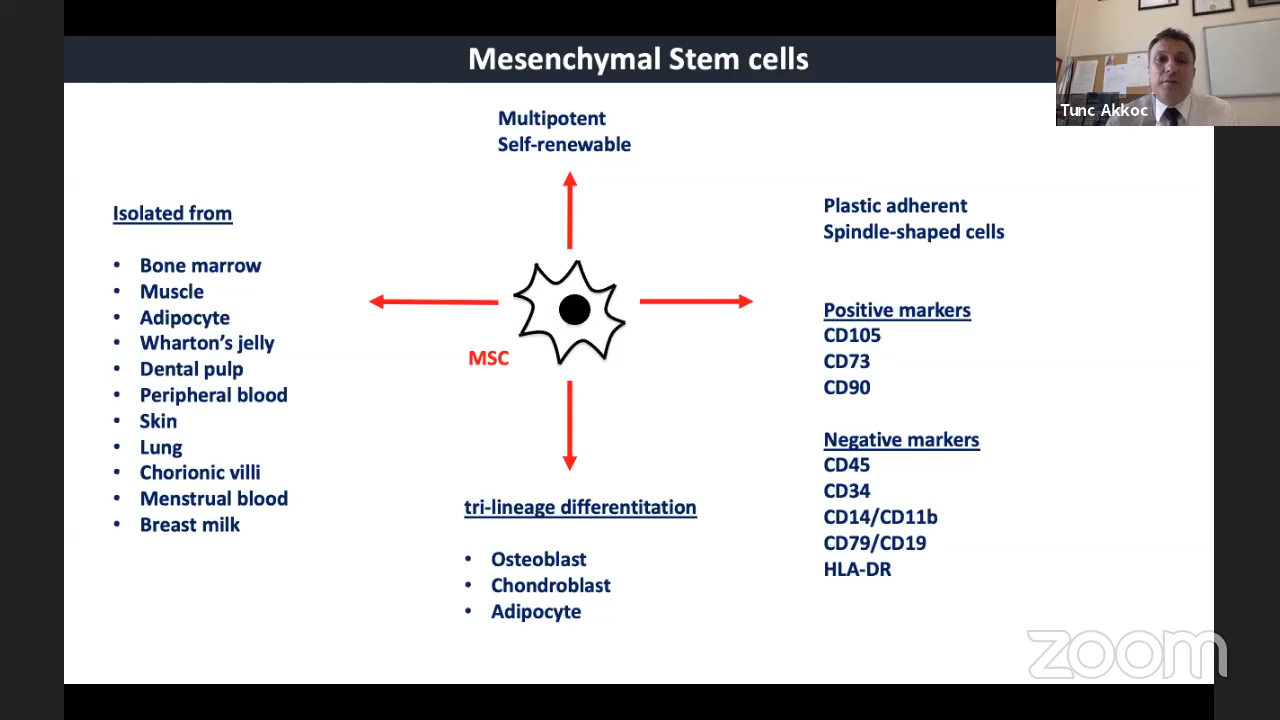 Mesenchymal Stem cells
Tunc Akkoc
Multipotent
Self-renewable
Isolated from
• Bone marrow
• Muscle
• Adipocyte
• Wharton's jelly
• Dental pulp
• Peripheral blood
• Skin
• Lung
• Chorionic villi
• Menstrual blood
• Breast milk
MSC
tri-lineage differentitation
• Osteoblast
• Chondroblast
• Adipocyte
Plastic adherent
Spindle-shaped cells
Positive markers
CD105
CD73
CD90
Negative markers
CD45
CD34
CD14/CD11b
CD79/CD19
HLA-DR
zoom